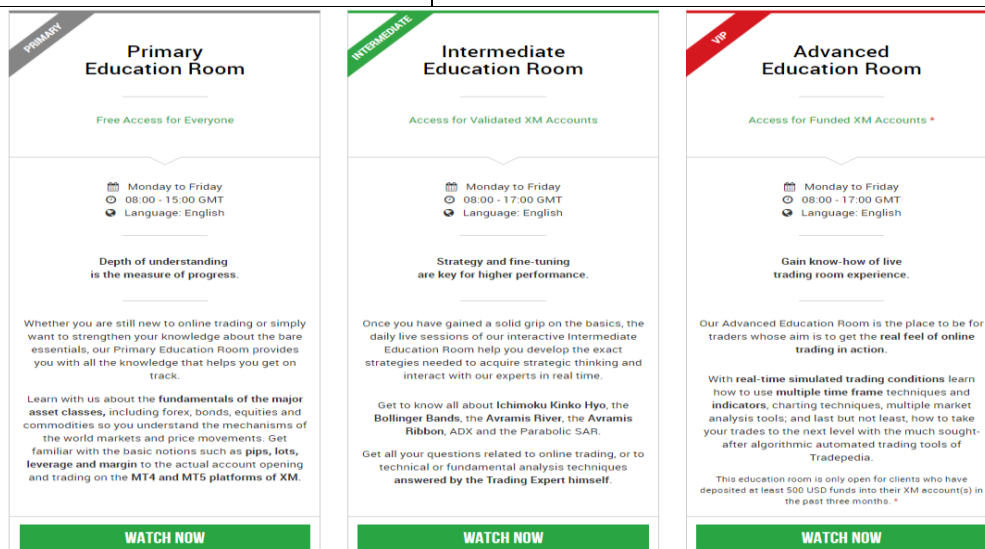 PRIMARY
Primary
Education Room
Free Access for Everyone
Monday to Friday
08:00 - 15:00 GMT
Language: English
Depth of understanding
is the measure of progress.
Whether you are still new to online trading or simply
want to strengthen your knowledge about the bare
essentials, our Primary Education Room provides
you with all the knowledge that helps you get on
track.
Learn with us about the fundamentals of the major
asset classes, including forex, bonds, equities and
commodities so you understand the mechanisms of
the world markets and price movements. Get
familiar with the basic notions such as pips, lots,
leverage and margin to the actual account opening
and trading on the MT4 and MT5 platforms of XM.
WATCH NOW
INTERMEDIATE
Intermediate
Education Room
Access for Validated XM Accounts
Monday to Friday
08:00 - 17:00 GMT
Language: English
Strategy and fine-tuning
are key for higher performance.
Once you have gained a solid grip on the basics, the
daily live sessions of our interactive Intermediate
Education Room help you develop the exact
strategies needed to acquire strategic thinking and
interact with our experts in real time.
Get to know all about Ichimoku Kinko Hyo, the
Bollinger Bands, the Avramis River, the Avramis
Ribbon, ADX and the Parabolic SAR.
Get all your questions related to online trading, or to
technical or fundamental analysis techniques
answered by the Trading Expert himself.
WATCH NOW
VIP
Advanced
Education Room
Access for Funded XM Accounts *
Monday to Friday
08:00 - 17:00 GMT
Language: English
Gain know-how of live
trading room experience.
Our Advanced Education Room is the place to be for
traders whose aim is to get the real feel of online
trading in action.
With real-time simulated trading conditions learn
how to use multiple time frame techniques and
indicators, charting techniques, multiple market
analysis tools; and last but not least, how to take
your trades to the next level with the much sought-
after algorithmic automated trading tools of
Tradepedia.
This education room is only open for clients who have
deposited at least 500 USD funds into their XM account(s) in
the past three months. *
WATCH NOW